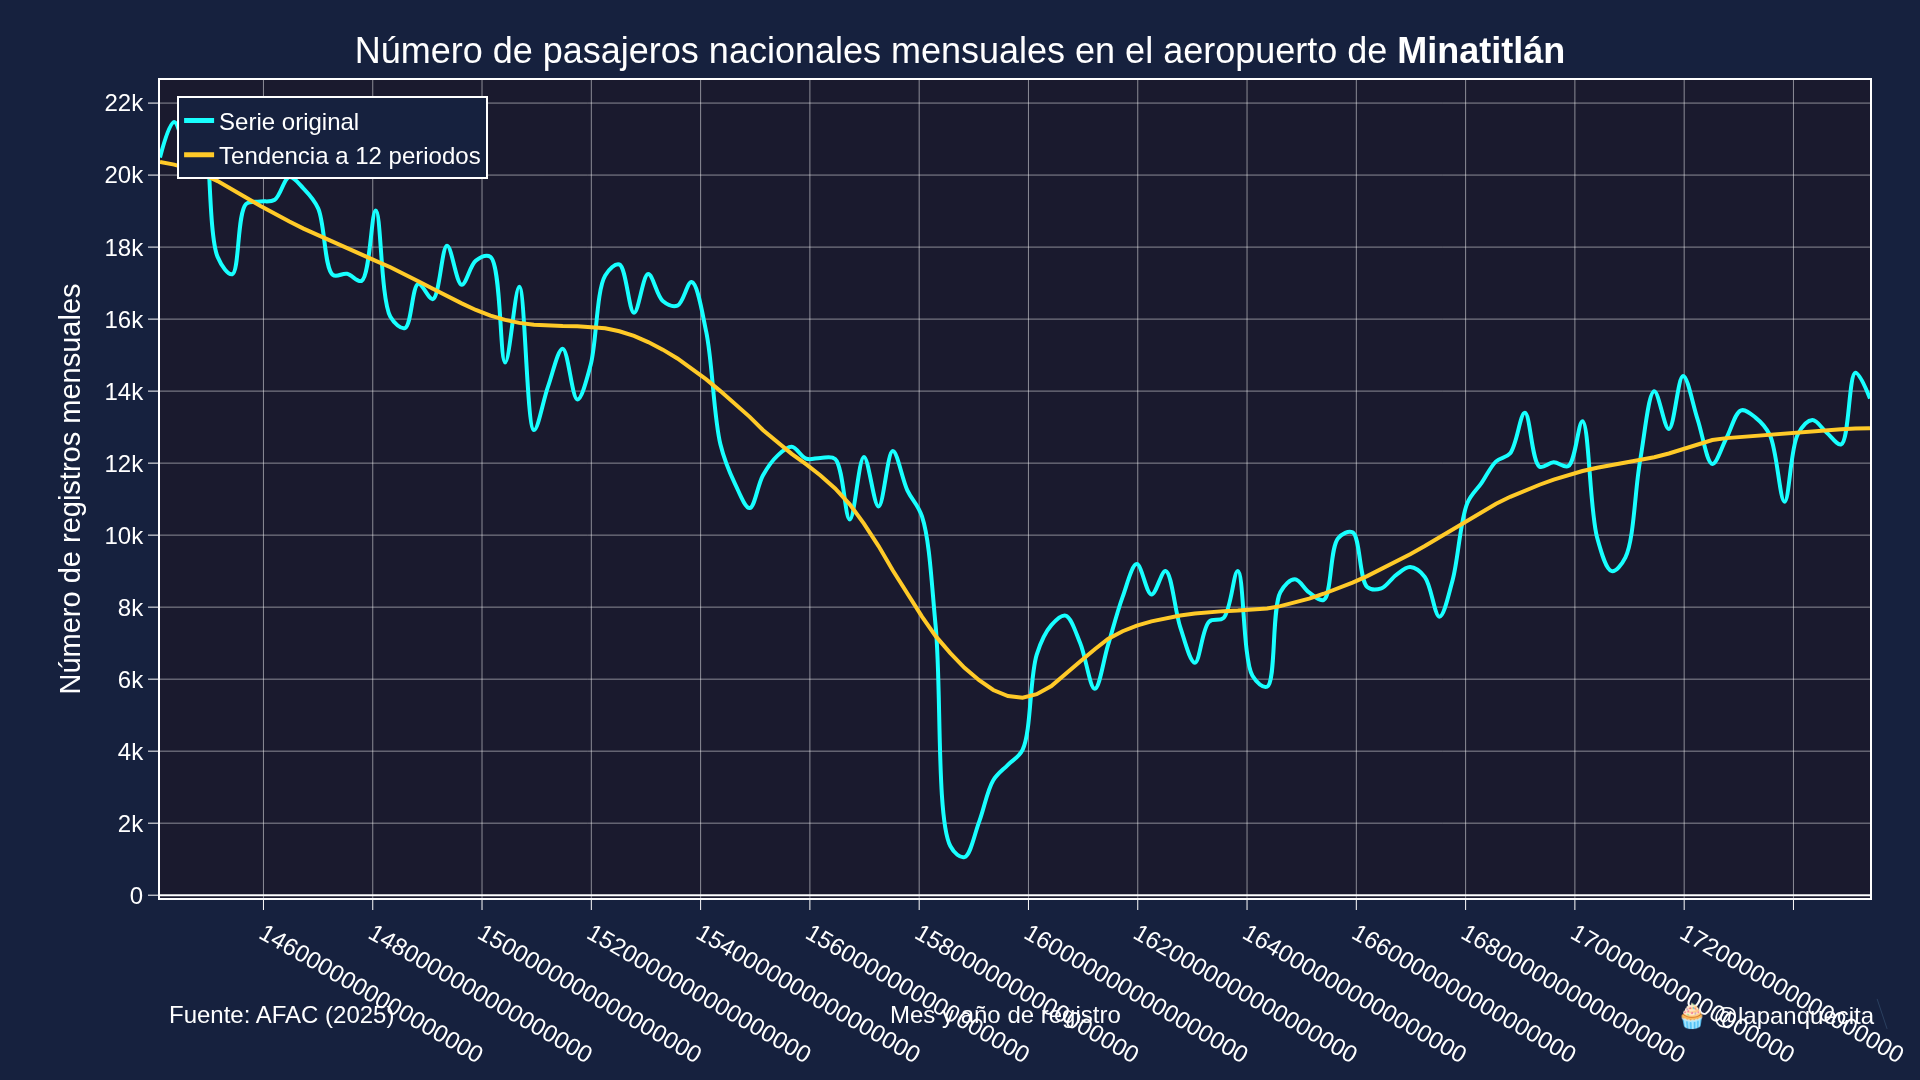 Número de pasajeros nacionales mensuales en el aeropuerto de Minatitlán
Serie original
Tendencia a 12 periodos
Número de registros mensuales
22k
20k
18k
16k
14k
12k
10k
8k
6k
4k
2k
0
1460000000000000000
1480000000000000000
1500000000000000000
1520000000000000000
1540000000000000000
1560000000000000000
1580000000000000000
1600000000000000000
1620000000000000000
1640000000000000000
1660000000000000000
1680000000000000000
1700000000000000000
1720000000000000000
Fuente: AFAC (2025)
Mes y año de registro
🧁 @lapanquecita